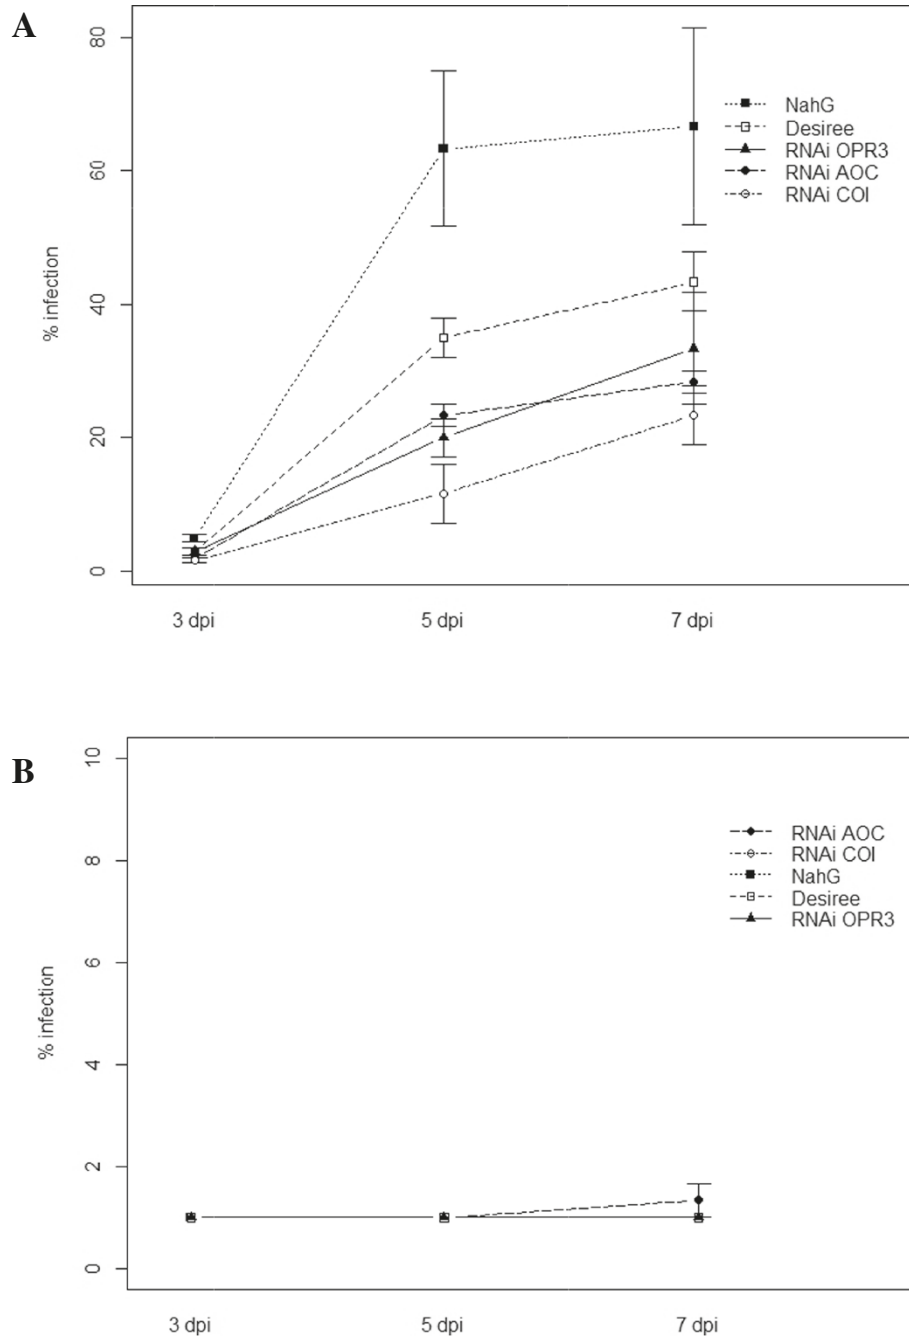 A
80
60
40
20
0
% infection
NahG
Desiree
RNAi OPR3
RNAi AOC
RNAi COI
3 dpi 5 dpi 7 dpi
B
10
8
6
4
2
0
% infection
RNAi AOC
RNAi COI
NahG
Desiree
RNAi OPR3
3 dpi 5 dpi 7 dpi